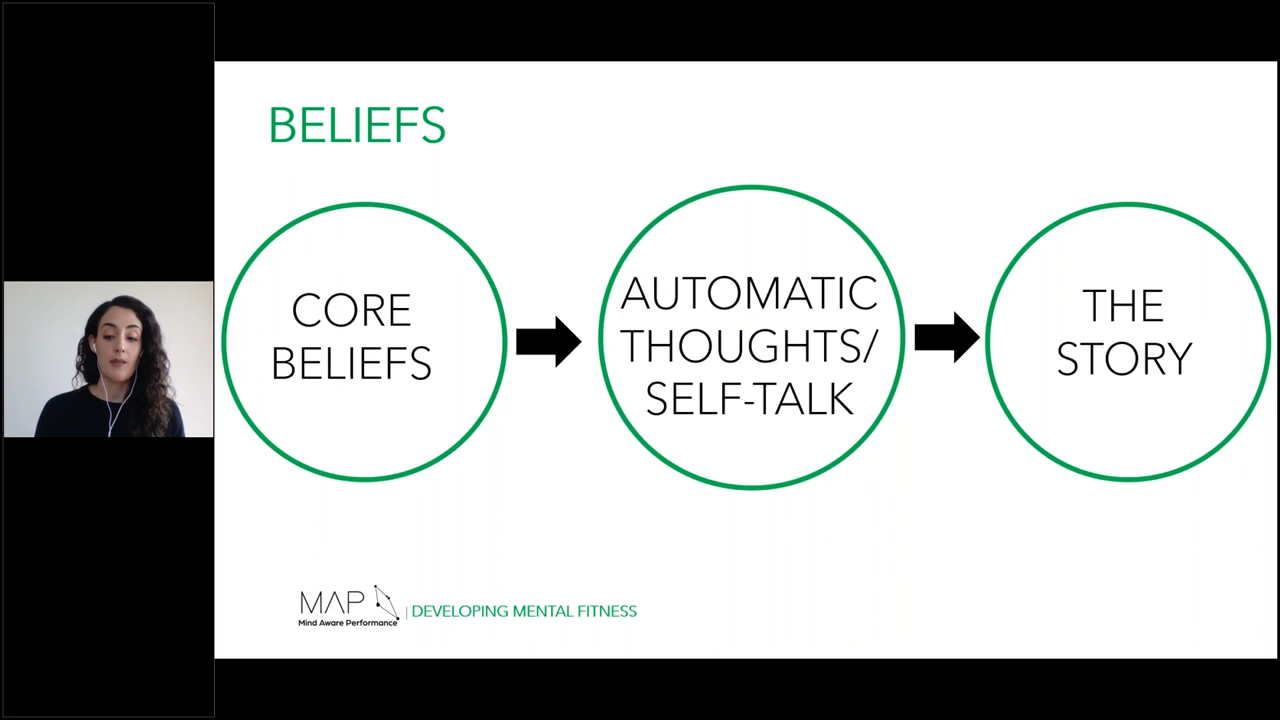 BELIEFS
CORE
BELIEFS
AUTOMATIC
THOUGHTS/
SELF-TALK
THE
STORY
MAP
Mind Aware Performance
| DEVELOPING MENTAL FITNESS